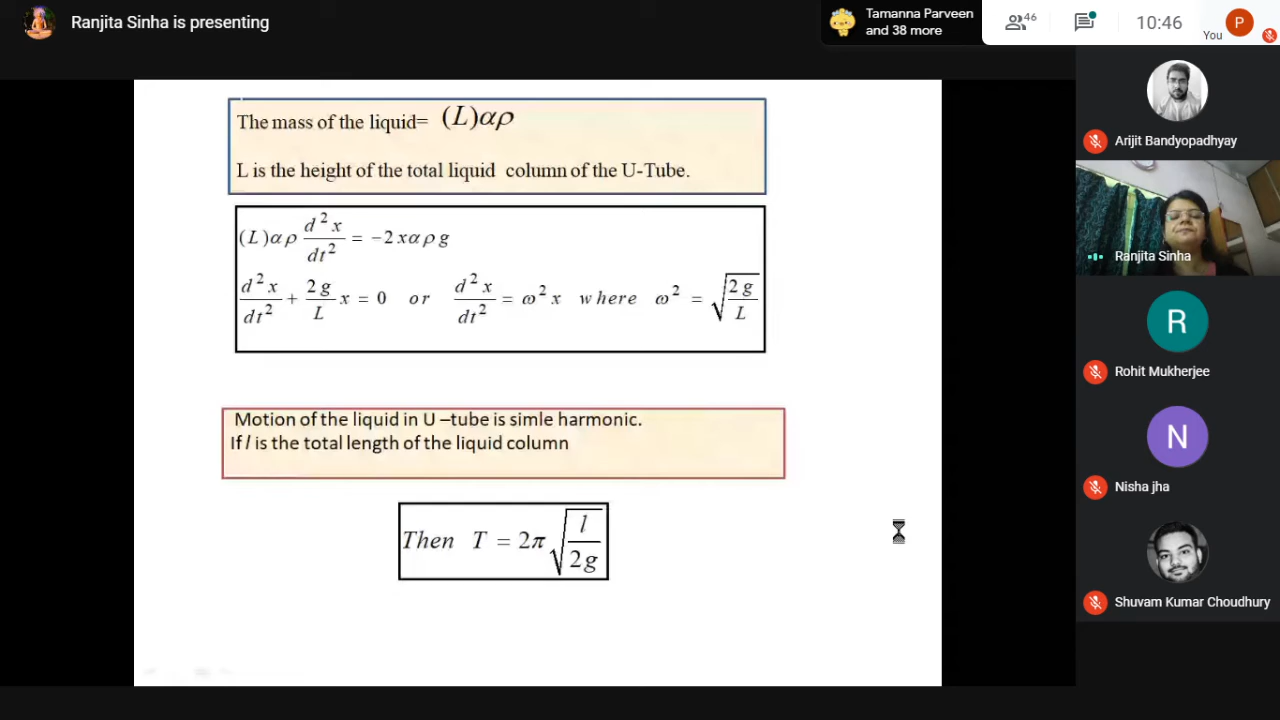 Ranjita Sinha is presenting
Tamanna Parveen
and 38 more
46
10:46
You
P
The mass of the liquid= (L)αρ
L is the height of the total liquid column of the U-Tube.
(L)αρ d²x/dt² = −2xαρg
d²x/dt² + 2g/L x = 0 or d²x/dt² = ω²x where ω² = √(2g/L)
Motion of the liquid in U –tube is simle harmonic.
If l is the total length of the liquid column
Then T = 2π√(l/2g)
Arijit Bandyopadhyay
Ranjita Sinha
R
Rohit Mukherjee
N
Nisha jha
Shuvam Kumar Choudhury